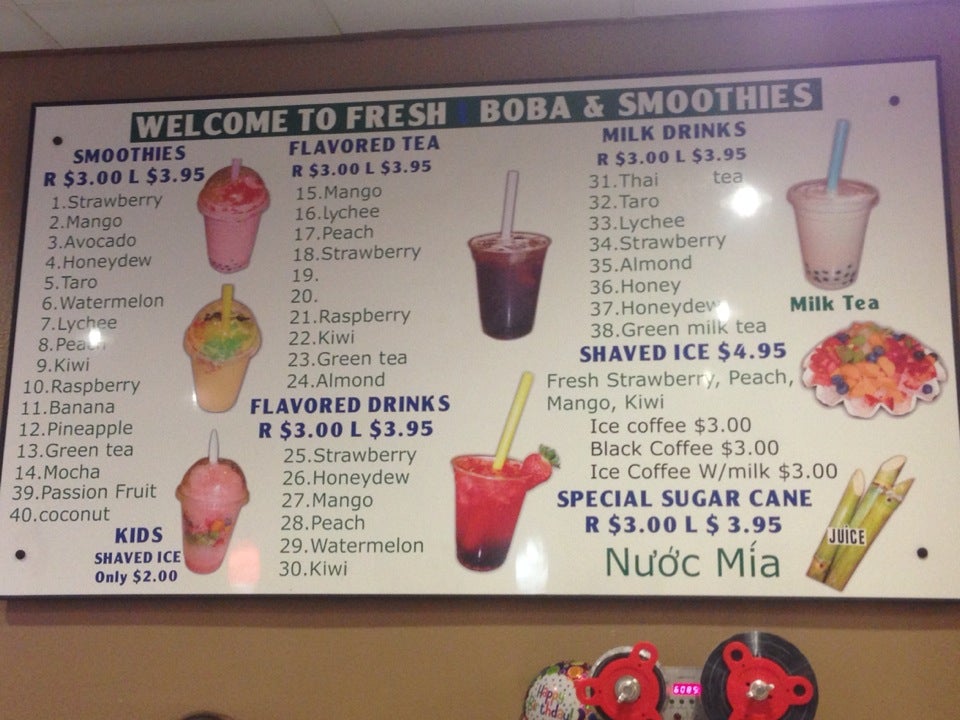 WELCOME TO FRESH BOBA & SMOOTHIES
SMOOTHIES
R $3.00 L $3.95
1.Strawberry
2.Mango
3.Avocado
4.Honeydew
5.Taro
6.Watermelon
7.Lychee
8.Peach
9.Kiwi
10.Raspberry
11.Banana
12.Pineapple
13.Green tea
14.Mocha
39.Passion Fruit
40.coconut
KIDS
SHAVED ICE
Only $2.00
FLAVORED TEA
R $3.00 L $3.95
15.Mango
16.Lychee
17.Peach
18.Strawberry
19.
20.
21.Raspberry
22.Kiwi
23.Green tea
24.Almond
FLAVORED DRINKS
R $3.00 L $3.95
25.Strawberry
26.Honeydew
27.Mango
28.Peach
29.Watermelon
30.Kiwi
MILK DRINKS
R $3.00 L $3.95
31.Thai tea
32.Taro
33.Lychee
34.Strawberry
35.Almond
36.Honey
37.Honeydew
38.Green milk tea
Milk Tea
SHAVED ICE $4.95
Fresh Strawberry, Peach,
Mango, Kiwi
Ice coffee $3.00
Black Coffee $3.00
Ice Coffee W/milk $3.00
SPECIAL SUGAR CANE
R $3.00 L $ 3.95
Nước Mía
JUICE
Happy
Birthday!